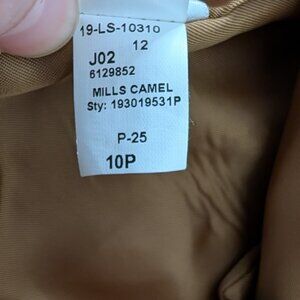 19-LS-10310
12
J02
6129852
MILLS CAMEL
Sty: 193019531P
P-25
10P